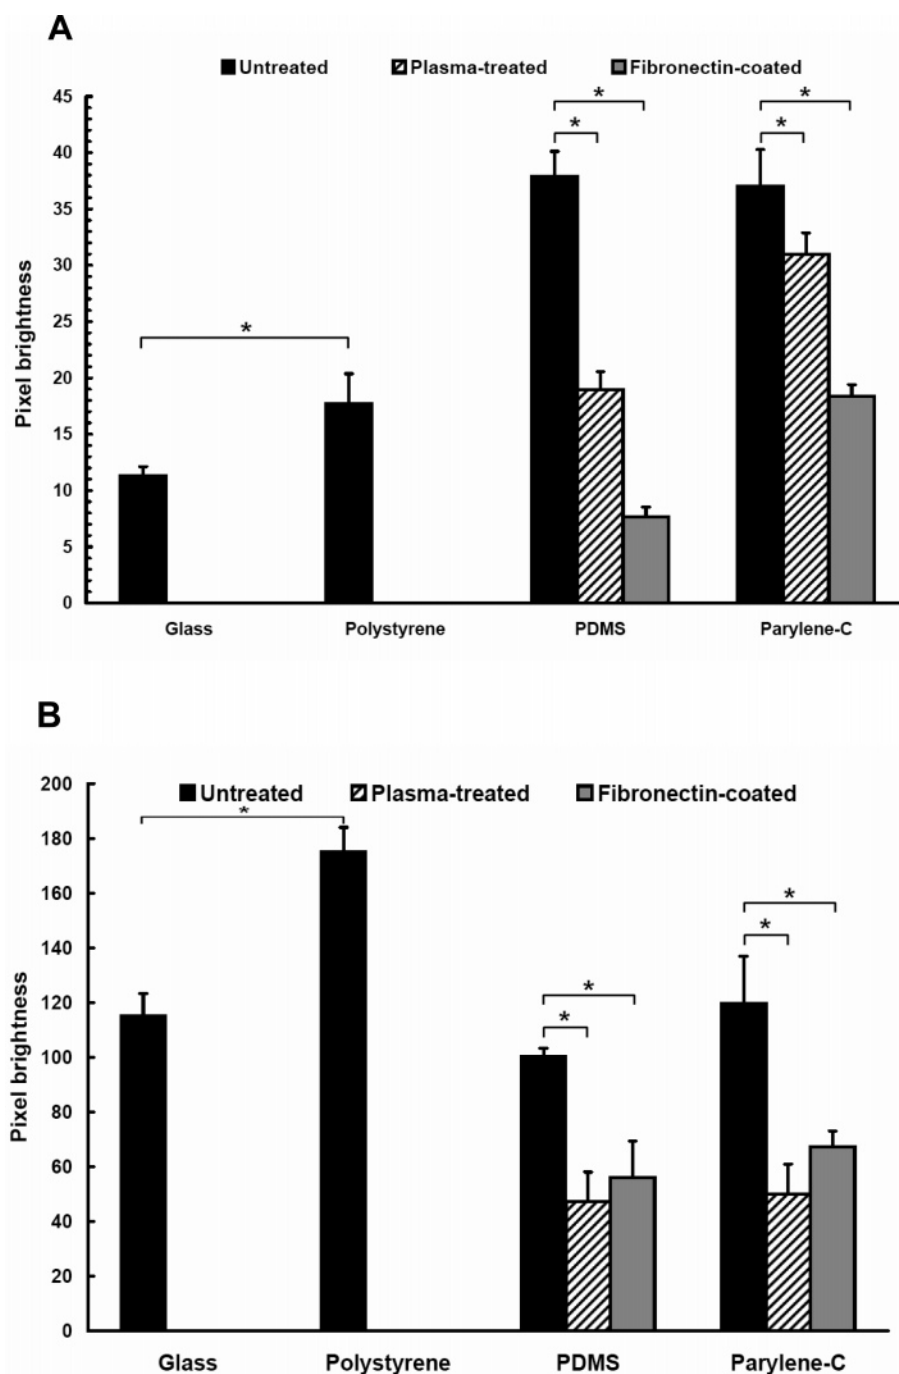 A
Untreated Plasma-treated Fibronectin-coated
45
40
35
30
25
20
15
10
5
0
Pixel brightness
* * * * *
Glass Polystyrene PDMS Parylene-C
B
Untreated Plasma-treated Fibronectin-coated
200
180
160
140
120
100
80
60
40
20
0
Pixel brightness
* * * * *
Glass Polystyrene PDMS Parylene-C